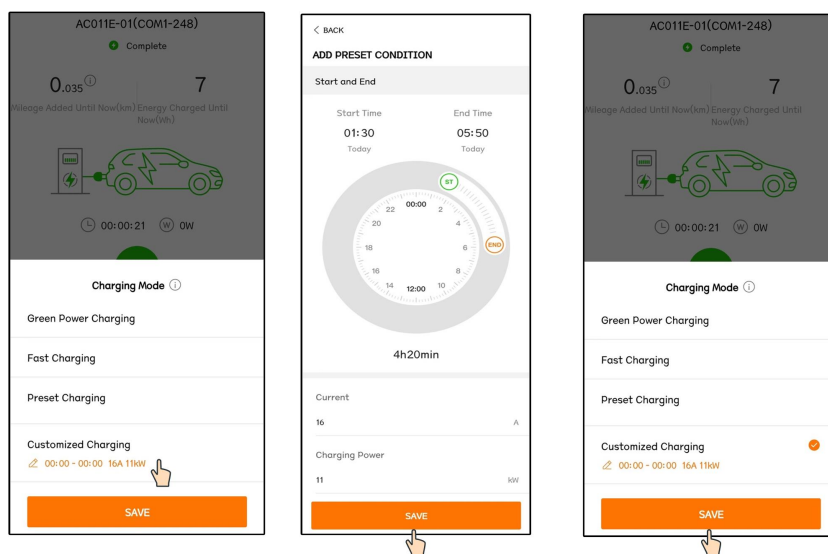 AC011E-01(COM1-248)
Complete
0.035
7
Mileage Added Until Now(km)
Energy Charged Until
Now(Wh)
00:00:21
W 0W
Charging Mode
Green Power Charging
Fast Charging
Preset Charging
Customized Charging
00:00 - 00:00 16A 11kW
SAVE
< BACK
ADD PRESET CONDITION
Start and End
Start Time
End Time
01:30
05:50
Today
Today
ST
END
00:00
2
4
6
8
10
12:00
14
16
18
20
22
4h20min
Current
16 A
Charging Power
11 kW
SAVE
AC011E-01(COM1-248)
Complete
0.035
7
Mileage Added Until Now(km)
Energy Charged Until
Now(Wh)
00:00:21
W 0W
Charging Mode
Green Power Charging
Fast Charging
Preset Charging
Customized Charging
00:00 - 00:00 16A 11kW
SAVE